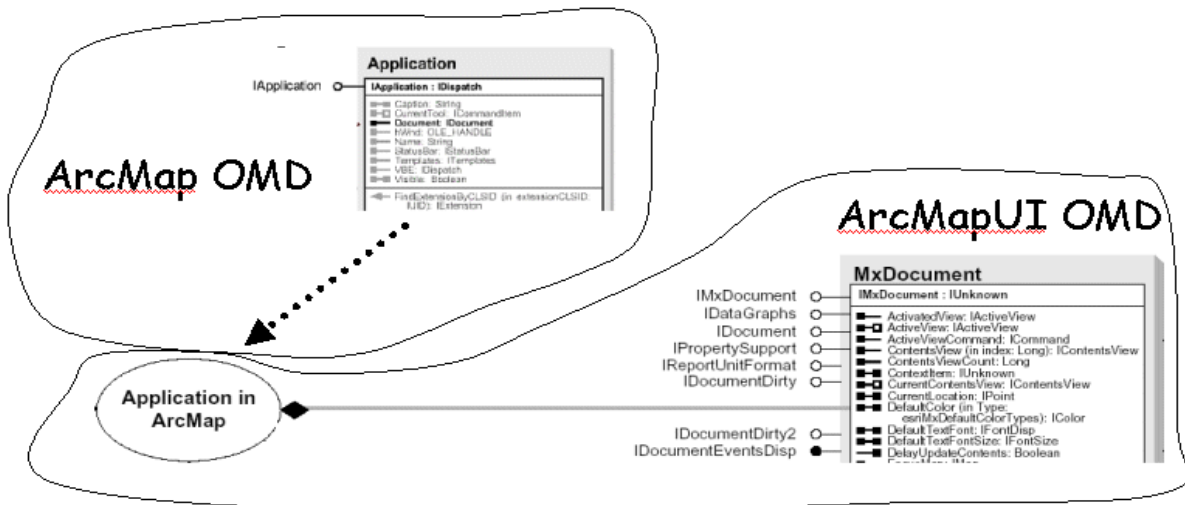 Application
IApplication
IApplication : IDispatch
Caption: String
CurrentTool: ICommandItem
Document: IDocument
hWnd: OLE_HANDLE
Name: String
StatusBar: IStatusBar
Templates: ITemplates
VBE: IDispatch
Visible: Boolean
FindExtensionByCLSID (in extensionCLSID:
IUID): IExtension
ArcMap OMD
ArcMapUI OMD
MxDocument
IMxDocument
IDataGraphs
IDocument
IPropertySupport
IReportUnitFormat
IDocumentDirty
IDocumentDirty2
IDocumentEventsDisp
IMxDocument : IUnknown
ActivatedView: IActiveView
ActiveView: IActiveView
ActiveViewCommand: ICommand
ContentsView (in index: Long): IContentsView
ContentsViewCount: Long
ContextItem: IUnknown
CurrentContentsView: IContentsView
CurrentLocation: IPoint
DefaultColor (in Type:
esriMxDefaultColorTypes): IColor
DefaultTextFont: IFontDisp
DefaultTextFontSize: IFontSize
DelayUpdateContents: Boolean
Application in
ArcMap